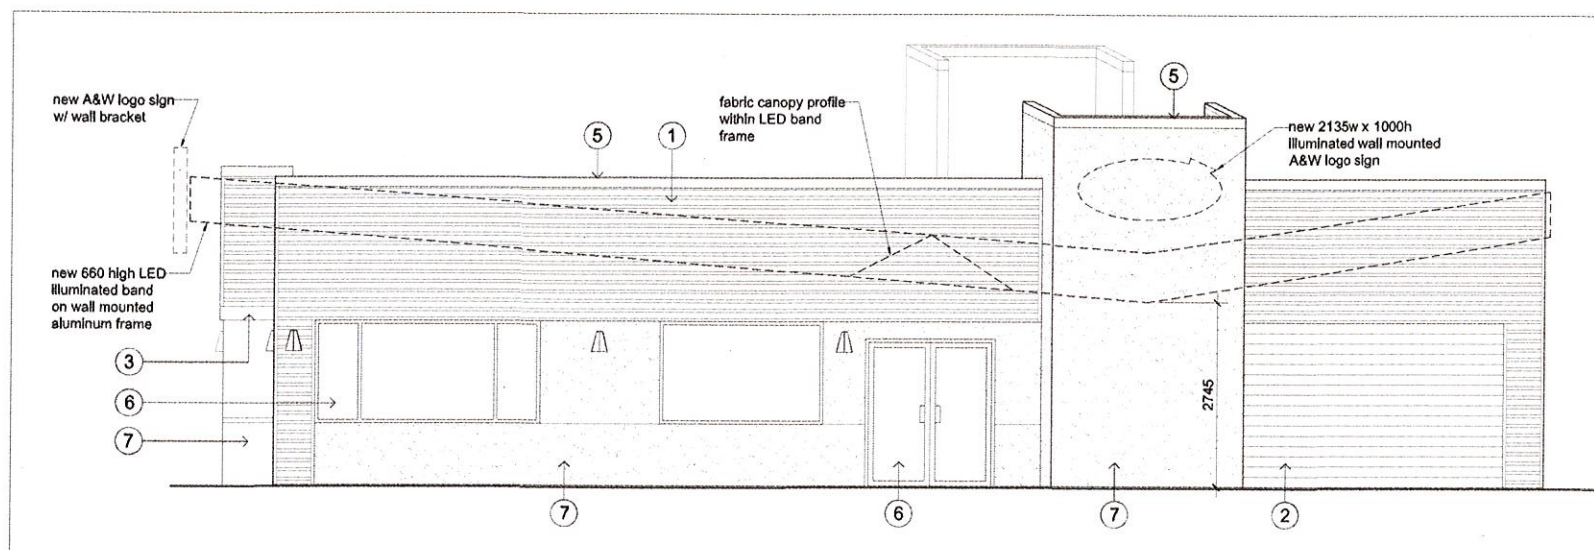 5
new A&W logo sign
w/ wall bracket
fabric canopy profile
within LED band
frame
5
1
new 2135w x 1000h
illuminated wall mounted
A&W logo sign
new 660 high LED
illuminated band
on wall mounted
aluminum frame
3
6
7
2745
7
6
7
2